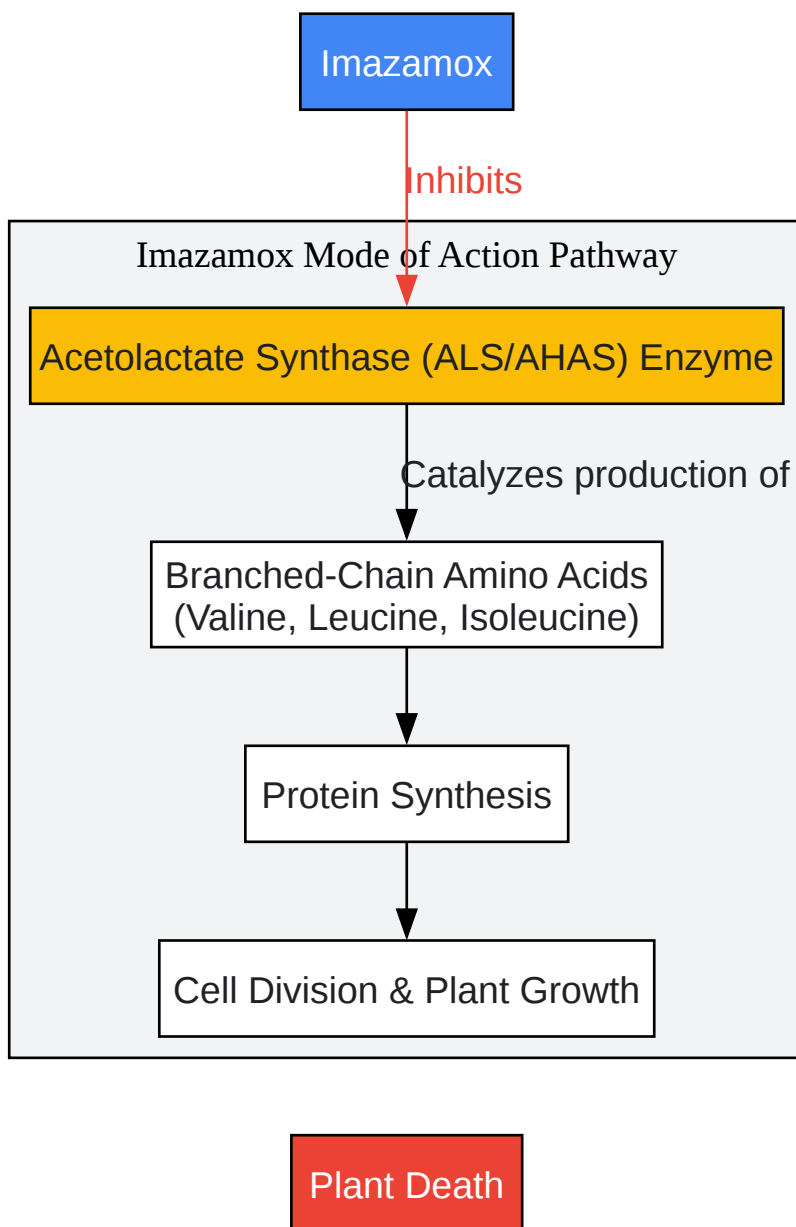 Imazamox
Inhibits
Imazamox Mode of Action Pathway
Acetolactate Synthase (ALS/AHAS) Enzyme
Catalyzes production of
Branched-Chain Amino Acids
(Valine, Leucine, Isoleucine)
Protein Synthesis
Cell Division & Plant Growth
Plant Death